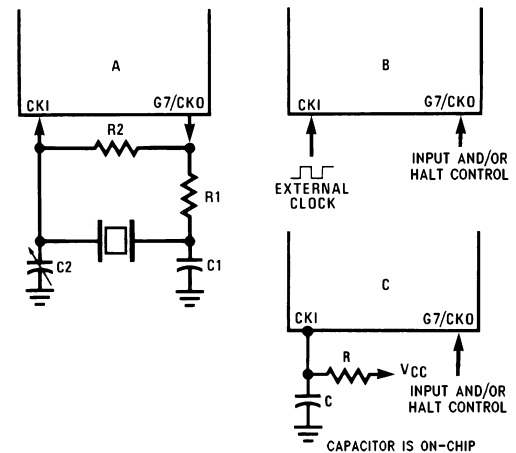 A
CKI
G7/CKO
R2
R1
C2
C1
B
CKI
G7/CKO
EXTERNAL
CLOCK
INPUT AND/OR
HALT CONTROL
C
CKI
G7/CKO
R
VCC
C
INPUT AND/OR
HALT CONTROL
CAPACITOR IS ON-CHIP